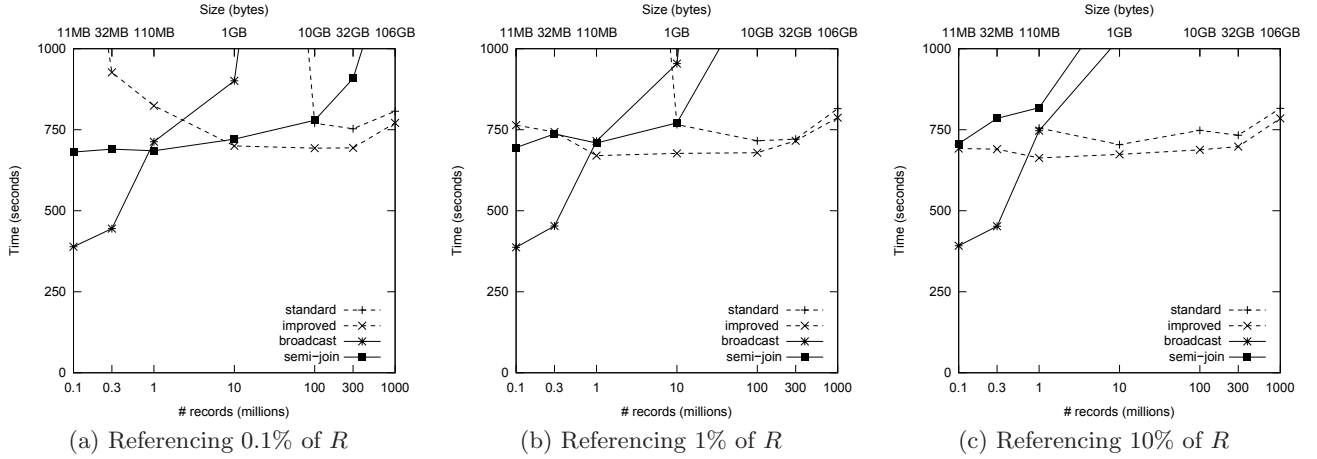 Size (bytes)
11MB 32MB 110MB 1GB 10GB 32GB 106GB
1000
750
500
250
0
Time (seconds)
standard
improved
broadcast
semi-join
0.1 0.3 1 10 100 300 1000
# records (millions)
(a) Referencing 0.1% of R
Size (bytes)
11MB 32MB 110MB 1GB 10GB 32GB 106GB
1000
750
500
250
0
Time (seconds)
standard
improved
broadcast
semi-join
0.1 0.3 1 10 100 300 1000
# records (millions)
(b) Referencing 1% of R
Size (bytes)
11MB 32MB 110MB 1GB 10GB 32GB 106GB
1000
750
500
250
0
Time (seconds)
standard
improved
broadcast
semi-join
0.1 0.3 1 10 100 300 1000
# records (millions)
(c) Referencing 10% of R